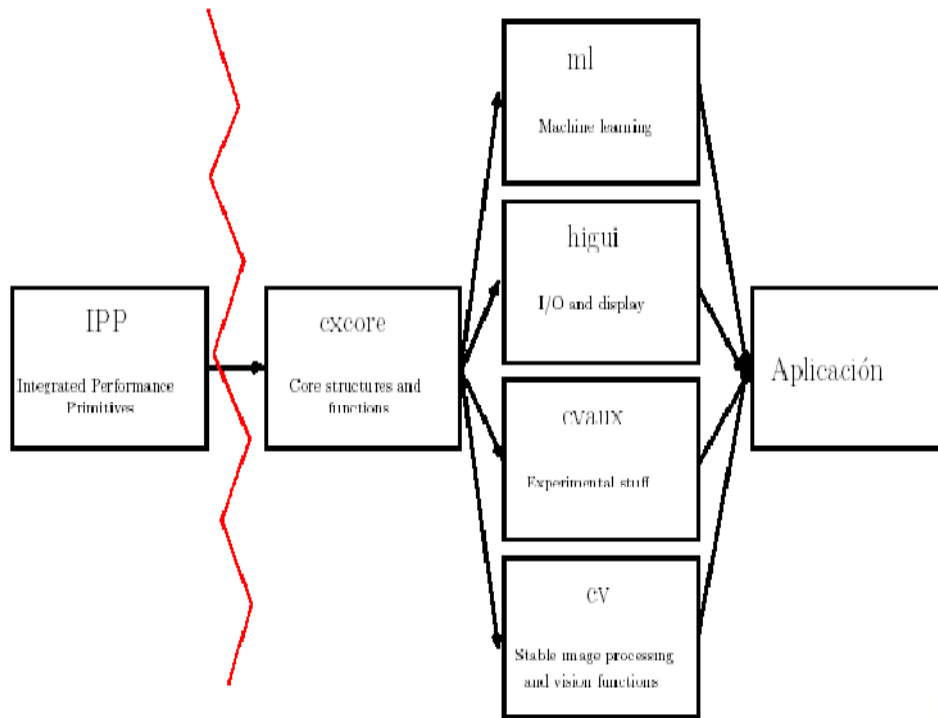 IPP
Integrated Performance
Primitives
cxcore
Core structures and
functions
ml
Machine learning
higui
I/O and display
cvaux
Experimental stuff
cv
Stable image processing
and vision functions
Aplicación